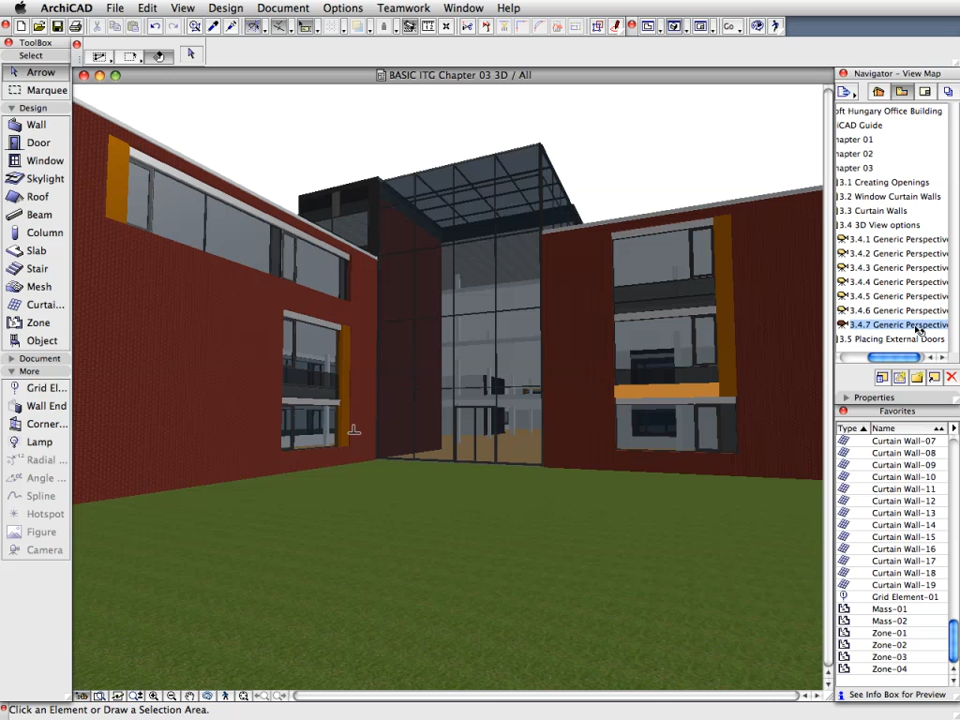 ArchiCAD File Edit View Design Document Options Teamwork Window Help
Go...
ToolBox
Select
Arrow
Marquee
Design
Wall
Door
Window
Skylight
Roof
Beam
Column
Slab
Stair
Mesh
Curtai...
Zone
Object
Document
More
Grid El...
Wall End
Corner...
Lamp
Radial ...
Angle ...
Spline
Hotspot
Figure
Camera
BASIC ITG Chapter 03 3D / All
Navigator - View Map
oft Hungary Office Building
iCAD Guide
hapter 01
hapter 02
hapter 03
3.1 Creating Openings
3.2 Window Curtain Walls
3.3 Curtain Walls
3.4 3D View options
3.4.1 Generic Perspectiv
3.4.2 Generic Perspectiv
3.4.3 Generic Perspectiv
3.4.4 Generic Perspectiv
3.4.5 Generic Perspectiv
3.4.6 Generic Perspectiv
3.4.7 Generic Perspectiv
3.5 Placing External Doors
Properties
Favorites
Type Name
Curtain Wall-07
Curtain Wall-08
Curtain Wall-09
Curtain Wall-10
Curtain Wall-11
Curtain Wall-12
Curtain Wall-13
Curtain Wall-14
Curtain Wall-15
Curtain Wall-16
Curtain Wall-17
Curtain Wall-18
Curtain Wall-19
Grid Element-01
Mass-01
Mass-02
Zone-01
Zone-02
Zone-03
Zone-04
See Info Box for Preview
Click an Element or Draw a Selection Area.